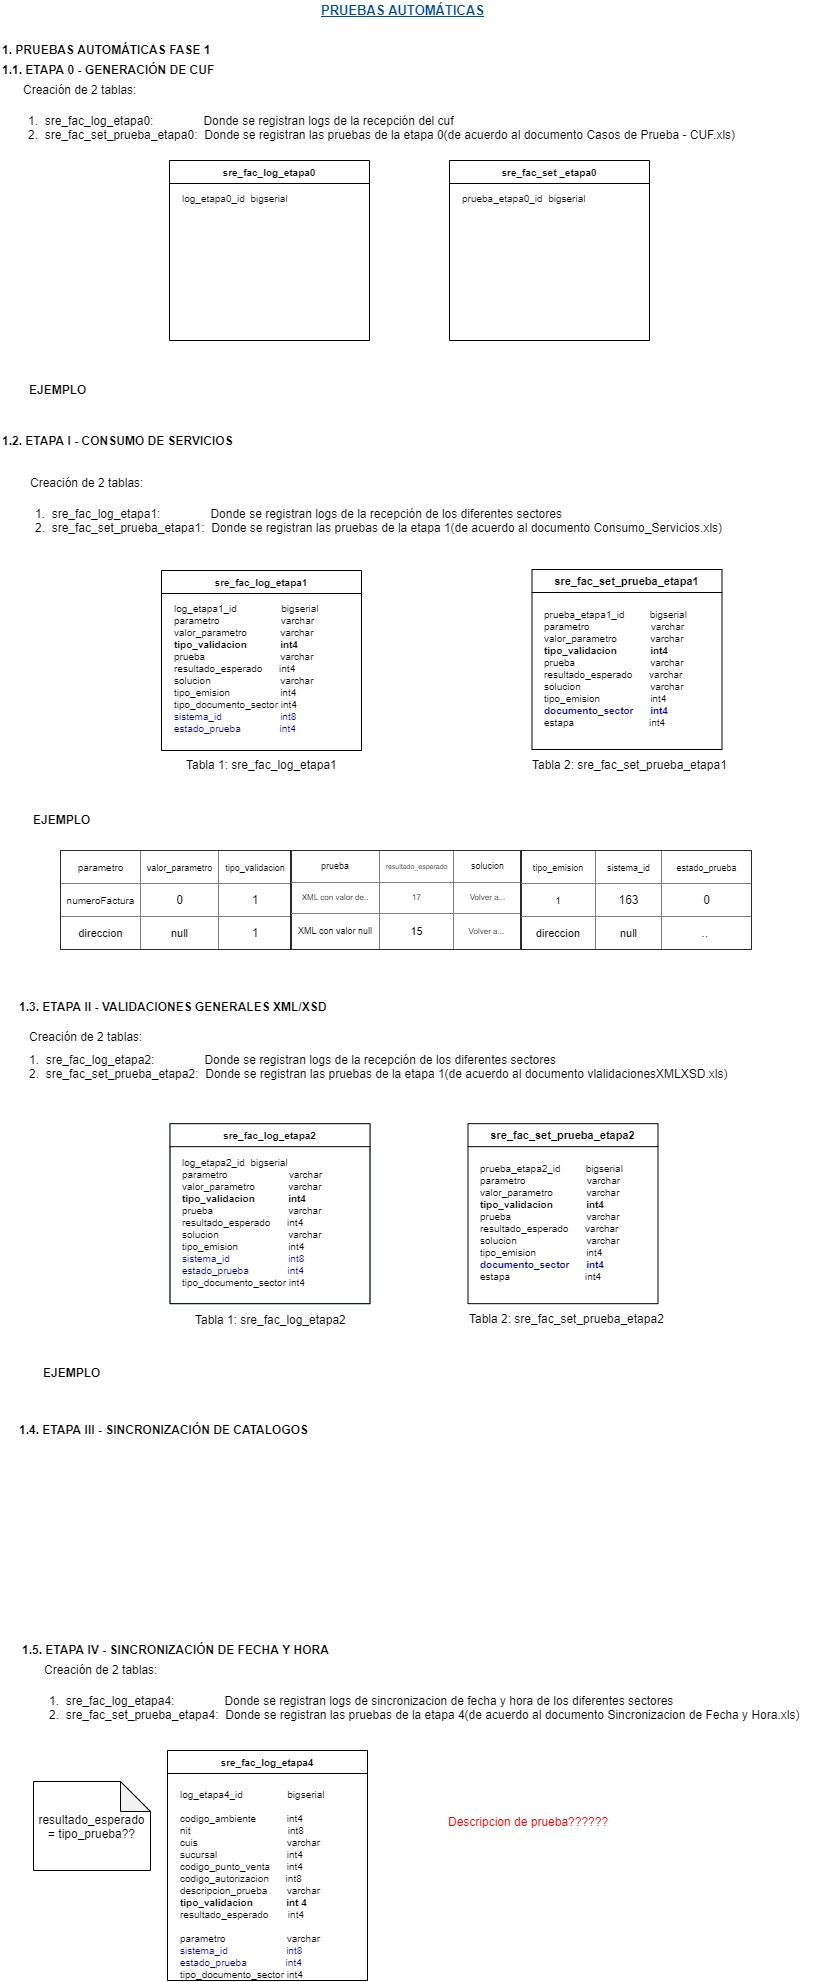 PRUEBAS AUTOMÁTICAS
1. PRUEBAS AUTOMÁTICAS FASE 1
1.1. ETAPA 0 - GENERACIÓN DE CUF
Creación de 2 tablas:
1. sre_fac_log_etapa0: Donde se registran logs de la recepción del cuf
2. sre_fac_set_prueba_etapa0: Donde se registran las pruebas de la etapa 0(de acuerdo al documento Casos de Prueba - CUF.xls)
sre_fac_log_etapa0
log_etapa0_id bigserial
sre_fac_set _etapa0
prueba_etapa0_id bigserial
EJEMPLO
1.2. ETAPA I - CONSUMO DE SERVICIOS
Creación de 2 tablas:
1. sre_fac_log_etapa1: Donde se registran logs de la recepción de los diferentes sectores
2. sre_fac_set_prueba_etapa1: Donde se registran las pruebas de la etapa 1(de acuerdo al documento Consumo_Servicios.xls)
sre_fac_log_etapa1
log_etapa1_id bigserial
parametro varchar
valor_parametro varchar
tipo_validacion int4
prueba varchar
resultado_esperado int4
solucion varchar
tipo_emision int4
tipo_documento_sector int4
sistema_id int8
estado_prueba int4
Tabla 1: sre_fac_log_etapa1
sre_fac_set_prueba_etapa1
prueba_etapa1_id bigserial
parametro varchar
valor_parametro varchar
tipo_validacion int4
prueba varchar
resultado_esperado varchar
solucion varchar
tipo_emision int4
documento_sector int4
estapa int4
Tabla 2: sre_fac_set_prueba_etapa1
EJEMPLO
parametro valor_parametro tipo_validacion prueba resultado_esperado solucion tipo_emision sistema_id estado_prueba
numeroFactura 0 1 XML con valor de.. 17 Volver a... 1 163 0
direccion null 1 XML con valor null 15 Volver a... direccion null ..
1.3. ETAPA II - VALIDACIONES GENERALES XML/XSD
Creación de 2 tablas:
1. sre_fac_log_etapa2: Donde se registran logs de la recepción de los diferentes sectores
2. sre_fac_set_prueba_etapa2: Donde se registran las pruebas de la etapa 1(de acuerdo al documento vlalidacionesXMLXSD.xls)
sre_fac_log_etapa2
log_etapa2_id bigserial
parametro varchar
valor_parametro varchar
tipo_validacion int4
prueba varchar
resultado_esperado int4
solucion varchar
tipo_emision int4
sistema_id int8
estado_prueba int4
tipo_documento_sector int4
Tabla 1: sre_fac_log_etapa2
sre_fac_set_prueba_etapa2
prueba_etapa2_id bigserial
parametro varchar
valor_parametro varchar
tipo_validacion int4
prueba varchar
resultado_esperado varchar
solucion varchar
tipo_emision int4
documento_sector int4
estapa int4
Tabla 2: sre_fac_set_prueba_etapa2
EJEMPLO
1.4. ETAPA III - SINCRONIZACIÓN DE CATALOGOS
1.5. ETAPA IV - SINCRONIZACIÓN DE FECHA Y HORA
Creación de 2 tablas:
1. sre_fac_log_etapa4: Donde se registran logs de sincronizacion de fecha y hora de los diferentes sectores
2. sre_fac_set_prueba_etapa4: Donde se registran las pruebas de la etapa 4(de acuerdo al documento Sincronizacion de Fecha y Hora.xls)
resultado_esperado
= tipo_prueba??
sre_fac_log_etapa4
log_etapa4_id bigserial
codigo_ambiente int4
nit int8
cuis varchar
sucursal int4
codigo_punto_venta int4
codigo_autorizacion int8
descripcion_prueba varchar
tipo_validacion int 4
resultado_esperado int4
parametro varchar
sistema_id int8
estado_prueba int4
tipo_documento_sector int4
Descripcion de prueba??????